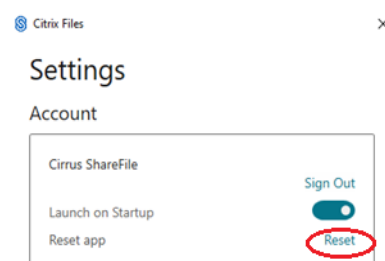 Citrix Files
Settings
Account
Cirrus ShareFile
Sign Out
Launch on Startup
Reset app Reset